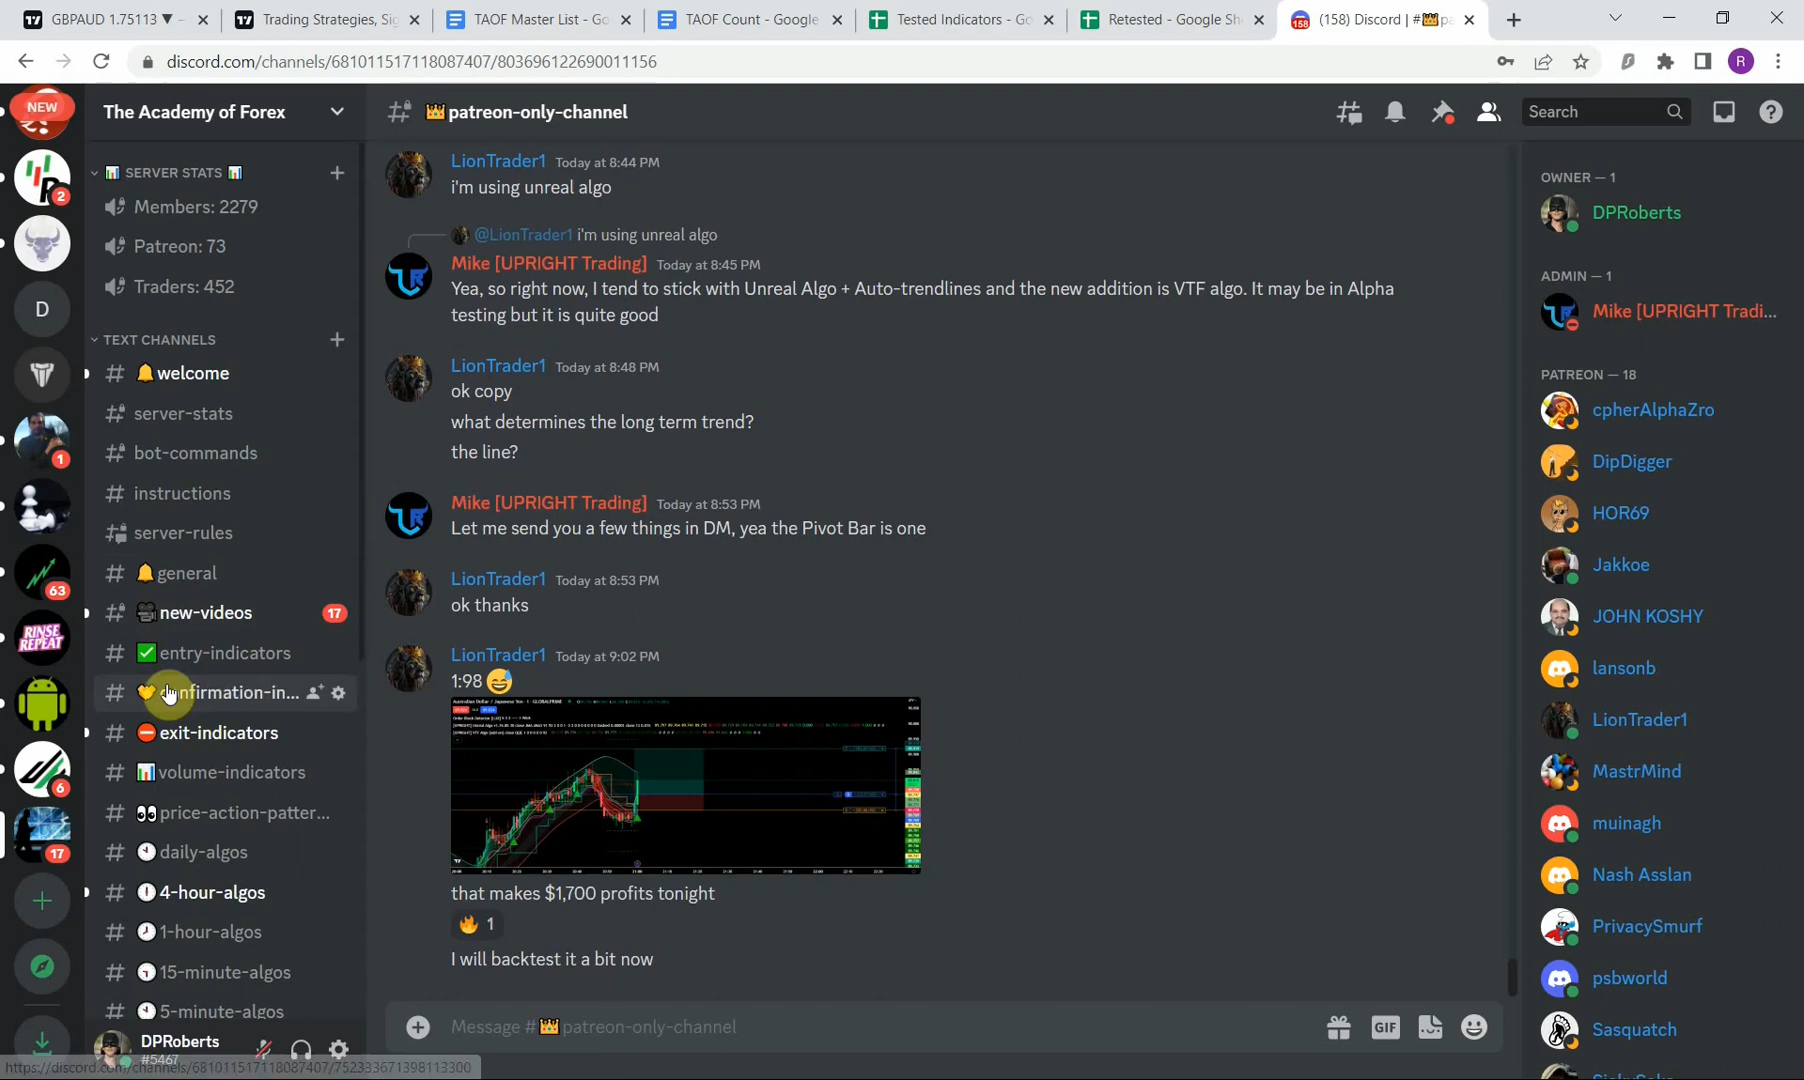 GBPAUD 1.75113 ▼ -
Trading Strategies, Sig
TAOF Master List - Go
TAOF Count - Google
Tested Indicators - Go
Retested - Google Sh
(158) Discord | #👑pa
discord.com/channels/681011517118087407/803696122690011156
R
NEW
2
D
1
63
RINSE
REPEAT
6
17
The Academy of Forex
📊 SERVER STATS 📊
Members: 2279
Patreon: 73
Traders: 452
TEXT CHANNELS
🔔welcome
server-stats
bot-commands
instructions
server-rules
🔔general
🎥new-videos 17
✅entry-indicators
💛confirmation-in...
⛔exit-indicators
📊volume-indicators
👀price-action-patter...
🕙daily-algos
🕛4-hour-algos
1-hour-algos
15-minute-algos
5-minute-algos
DPRoberts
#5467
https://discord.com/channels/681011517118087407/752333671398113300
👑patreon-only-channel
Search
LionTrader1 Today at 8:44 PM
i'm using unreal algo
@LionTrader1 i'm using unreal algo
Mike [UPRIGHT Trading] Today at 8:45 PM
Yea, so right now, I tend to stick with Unreal Algo + Auto-trendlines and the new addition is VTF algo. It may be in Alpha
testing but it is quite good
LionTrader1 Today at 8:48 PM
ok copy
what determines the long term trend?
the line?
Mike [UPRIGHT Trading] Today at 8:53 PM
Let me send you a few things in DM, yea the Pivot Bar is one
LionTrader1 Today at 8:53 PM
ok thanks
LionTrader1 Today at 9:02 PM
1:98 😅
that makes $1,700 profits tonight
🔥 1
I will backtest it a bit now
Message #👑patreon-only-channel
GIF
OWNER — 1
DPRoberts
ADMIN — 1
Mike [UPRIGHT Tradi...
PATREON — 18
cpherAlphaZro
DipDigger
HOR69
Jakkoe
JOHN KOSHY
lansonb
LionTrader1
MastrMind
muinagh
Nash Asslan
PrivacySmurf
psbworld
Sasquatch